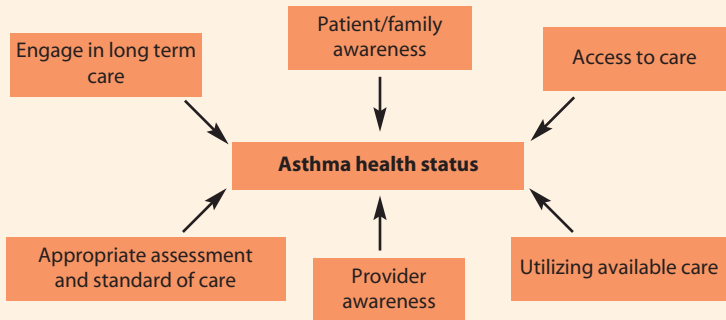 Engage in long term
care
Patient/family
awareness
Access to care
Asthma health status
Appropriate assessment
and standard of care
Provider
awareness
Utilizing available care